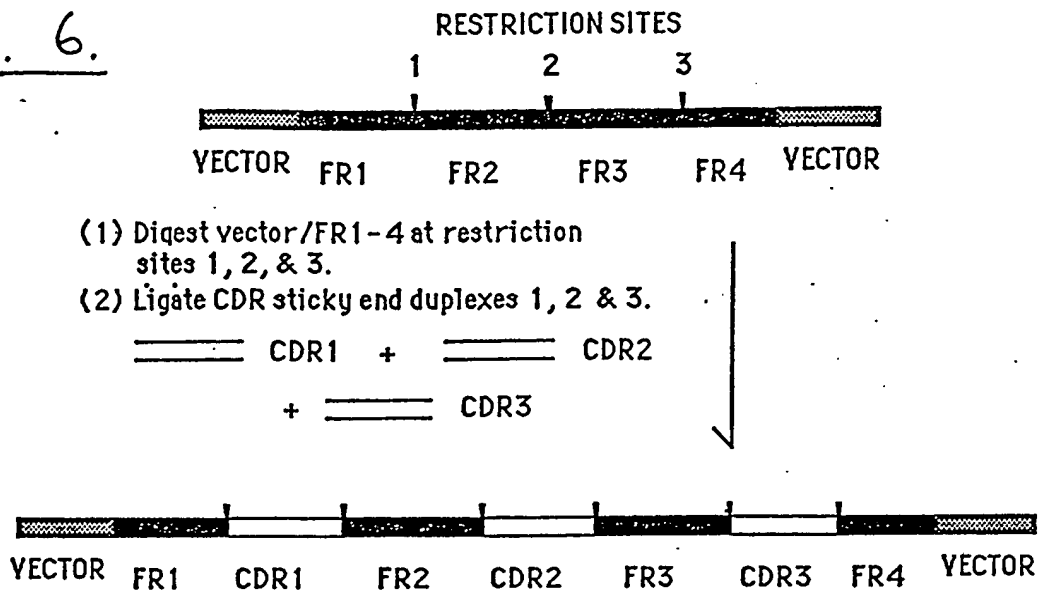 . 6.
RESTRICTION SITES
1 2 3
VECTOR FR1 FR2 FR3 FR4 VECTOR
(1) Digest vector/FR1-4 at restriction
sites 1, 2, & 3.
(2) Ligate CDR sticky end duplexes 1, 2 & 3.
CDR1 + CDR2
+ CDR3
VECTOR FR1 CDR1 FR2 CDR2 FR3 CDR3 FR4 VECTOR